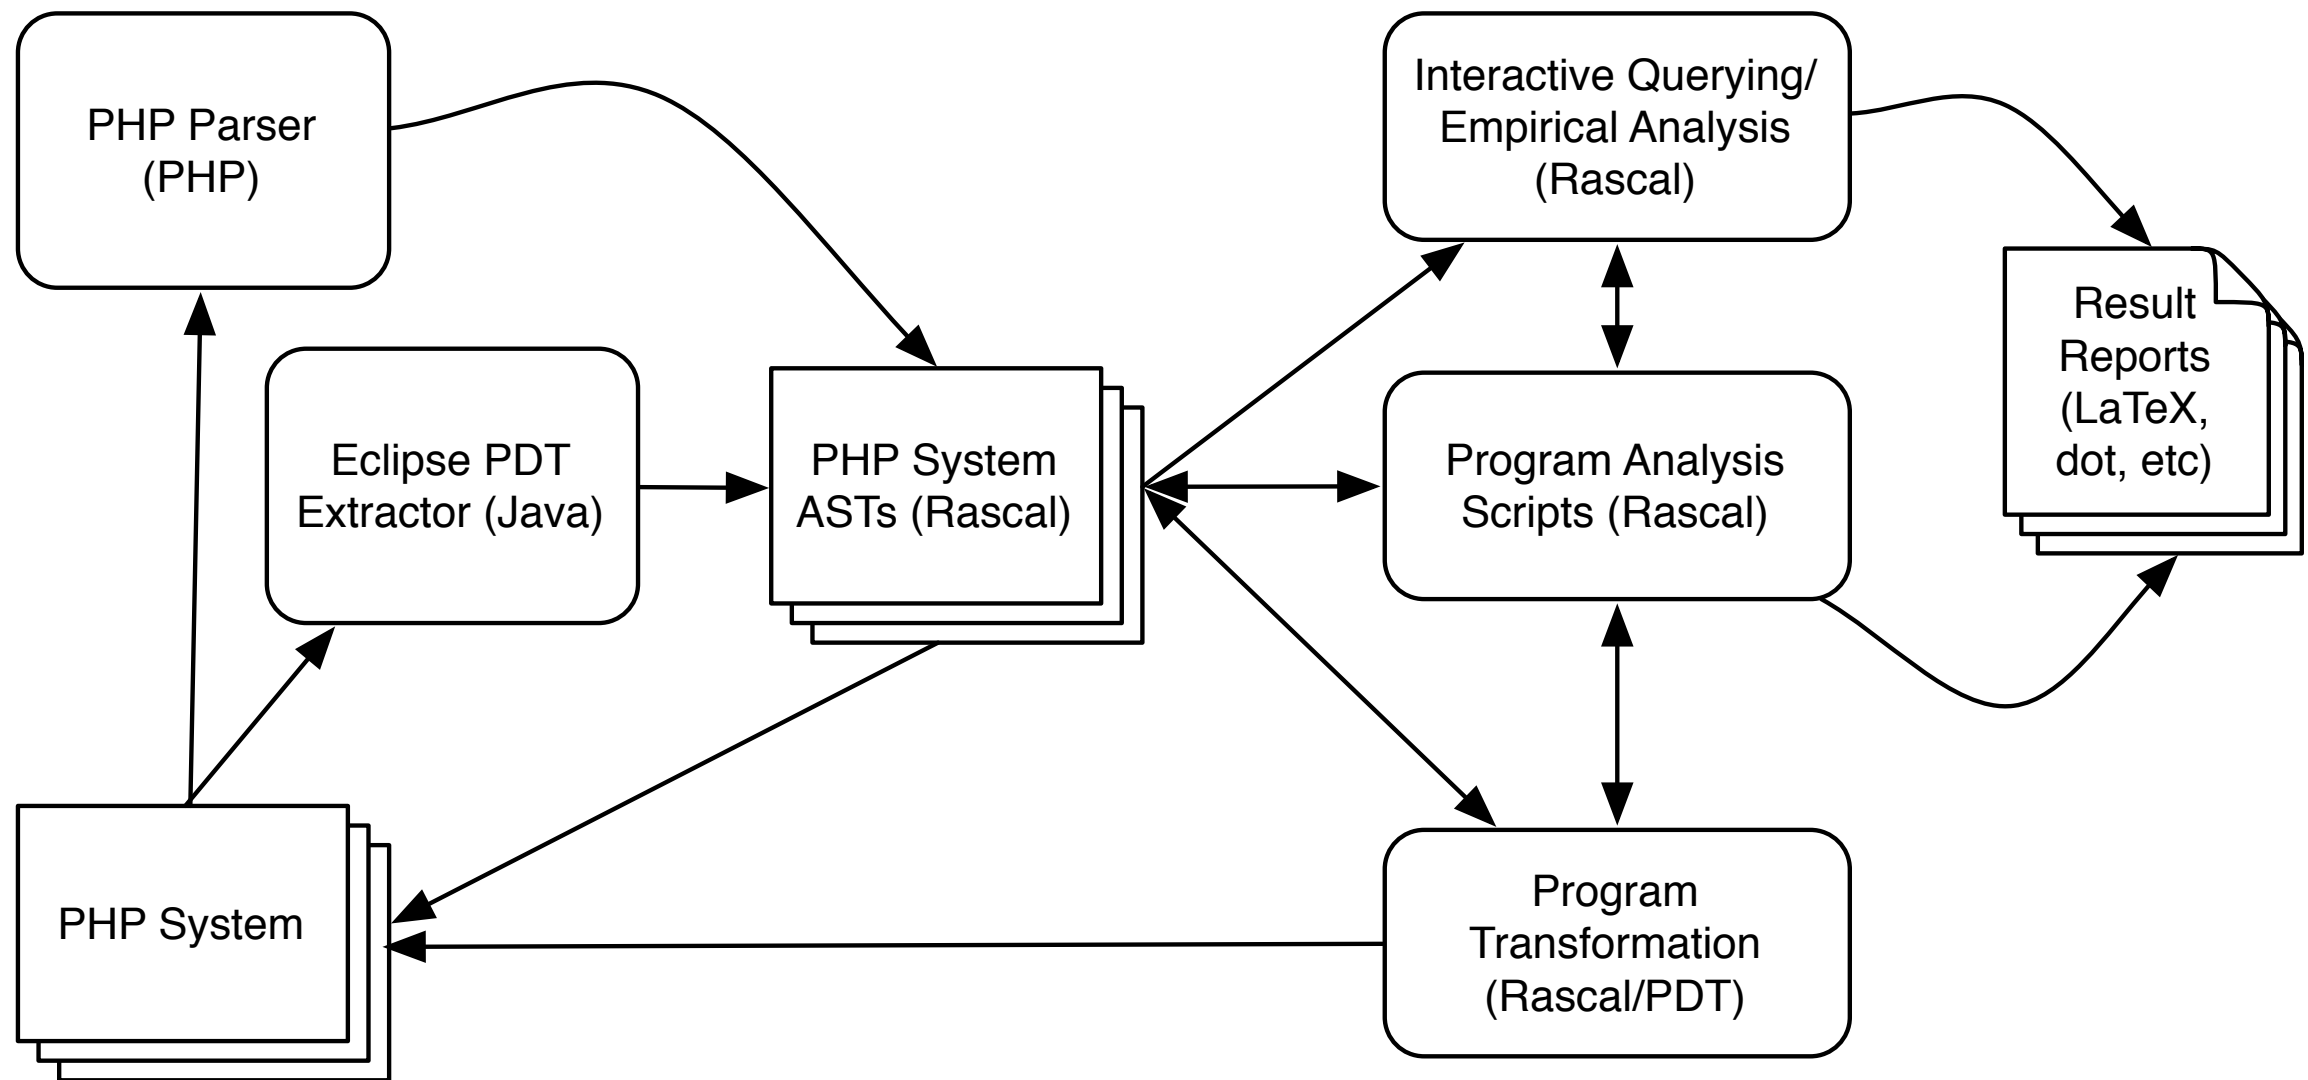 PHP Parser
(PHP)
Interactive Querying/
Empirical Analysis
(Rascal)
Result
Reports
(LaTeX,
dot, etc)
Eclipse PDT
Extractor (Java)
PHP System
ASTs (Rascal)
Program Analysis
Scripts (Rascal)
PHP System
Program
Transformation
(Rascal/PDT)